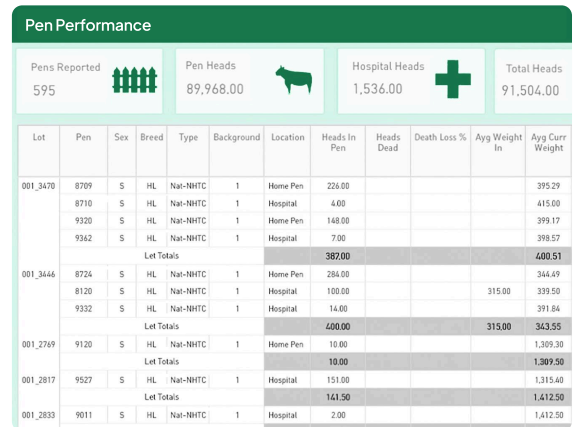 Pen Performance
Pens Reported
595
Pen Heads
89,968.00
Hospital Heads
1,536.00
Total Heads
91,504.00
Lot Pen Sex Breed Type Background Location Heads In Pen Heads Dead Death Loss % Ayg Weight In Ayg Curr Weight
001_3470 8709 S HL Nat-NHTC 1 Home Pen 226.00 395.29
8710 S HL Nat-NHTC 1 Hospital 4.00 415.00
9320 S HL Nat-NHTC 1 Home Pen 148.00 399.17
9362 S HL Nat-NHTC 1 Hospital 7.00 398.57
Let Totals 387.00 400.51
001_3446 8724 S HL Nat-NHTC 1 Home Pen 284.00 344.49
8120 S HL Nat-NHTC 1 Hospital 100.00 315.00 339.50
9332 S HL Nat-NHTC 1 Hospital 14.00 391.84
Let Totals 400.00 315.00 343.55
001_2769 9120 S HL Nat-NHTC 1 Home Pen 10.00 1,309.30
Let Totals 10.00 1,309.50
001_2817 9527 S HL Nat-NHTC 1 Hospital 151.00 1,315.40
Let Totals 141.50 1,412.50
001_2833 9011 S HL Nat-NHTC 1 Hospital 2.00 1,412.50